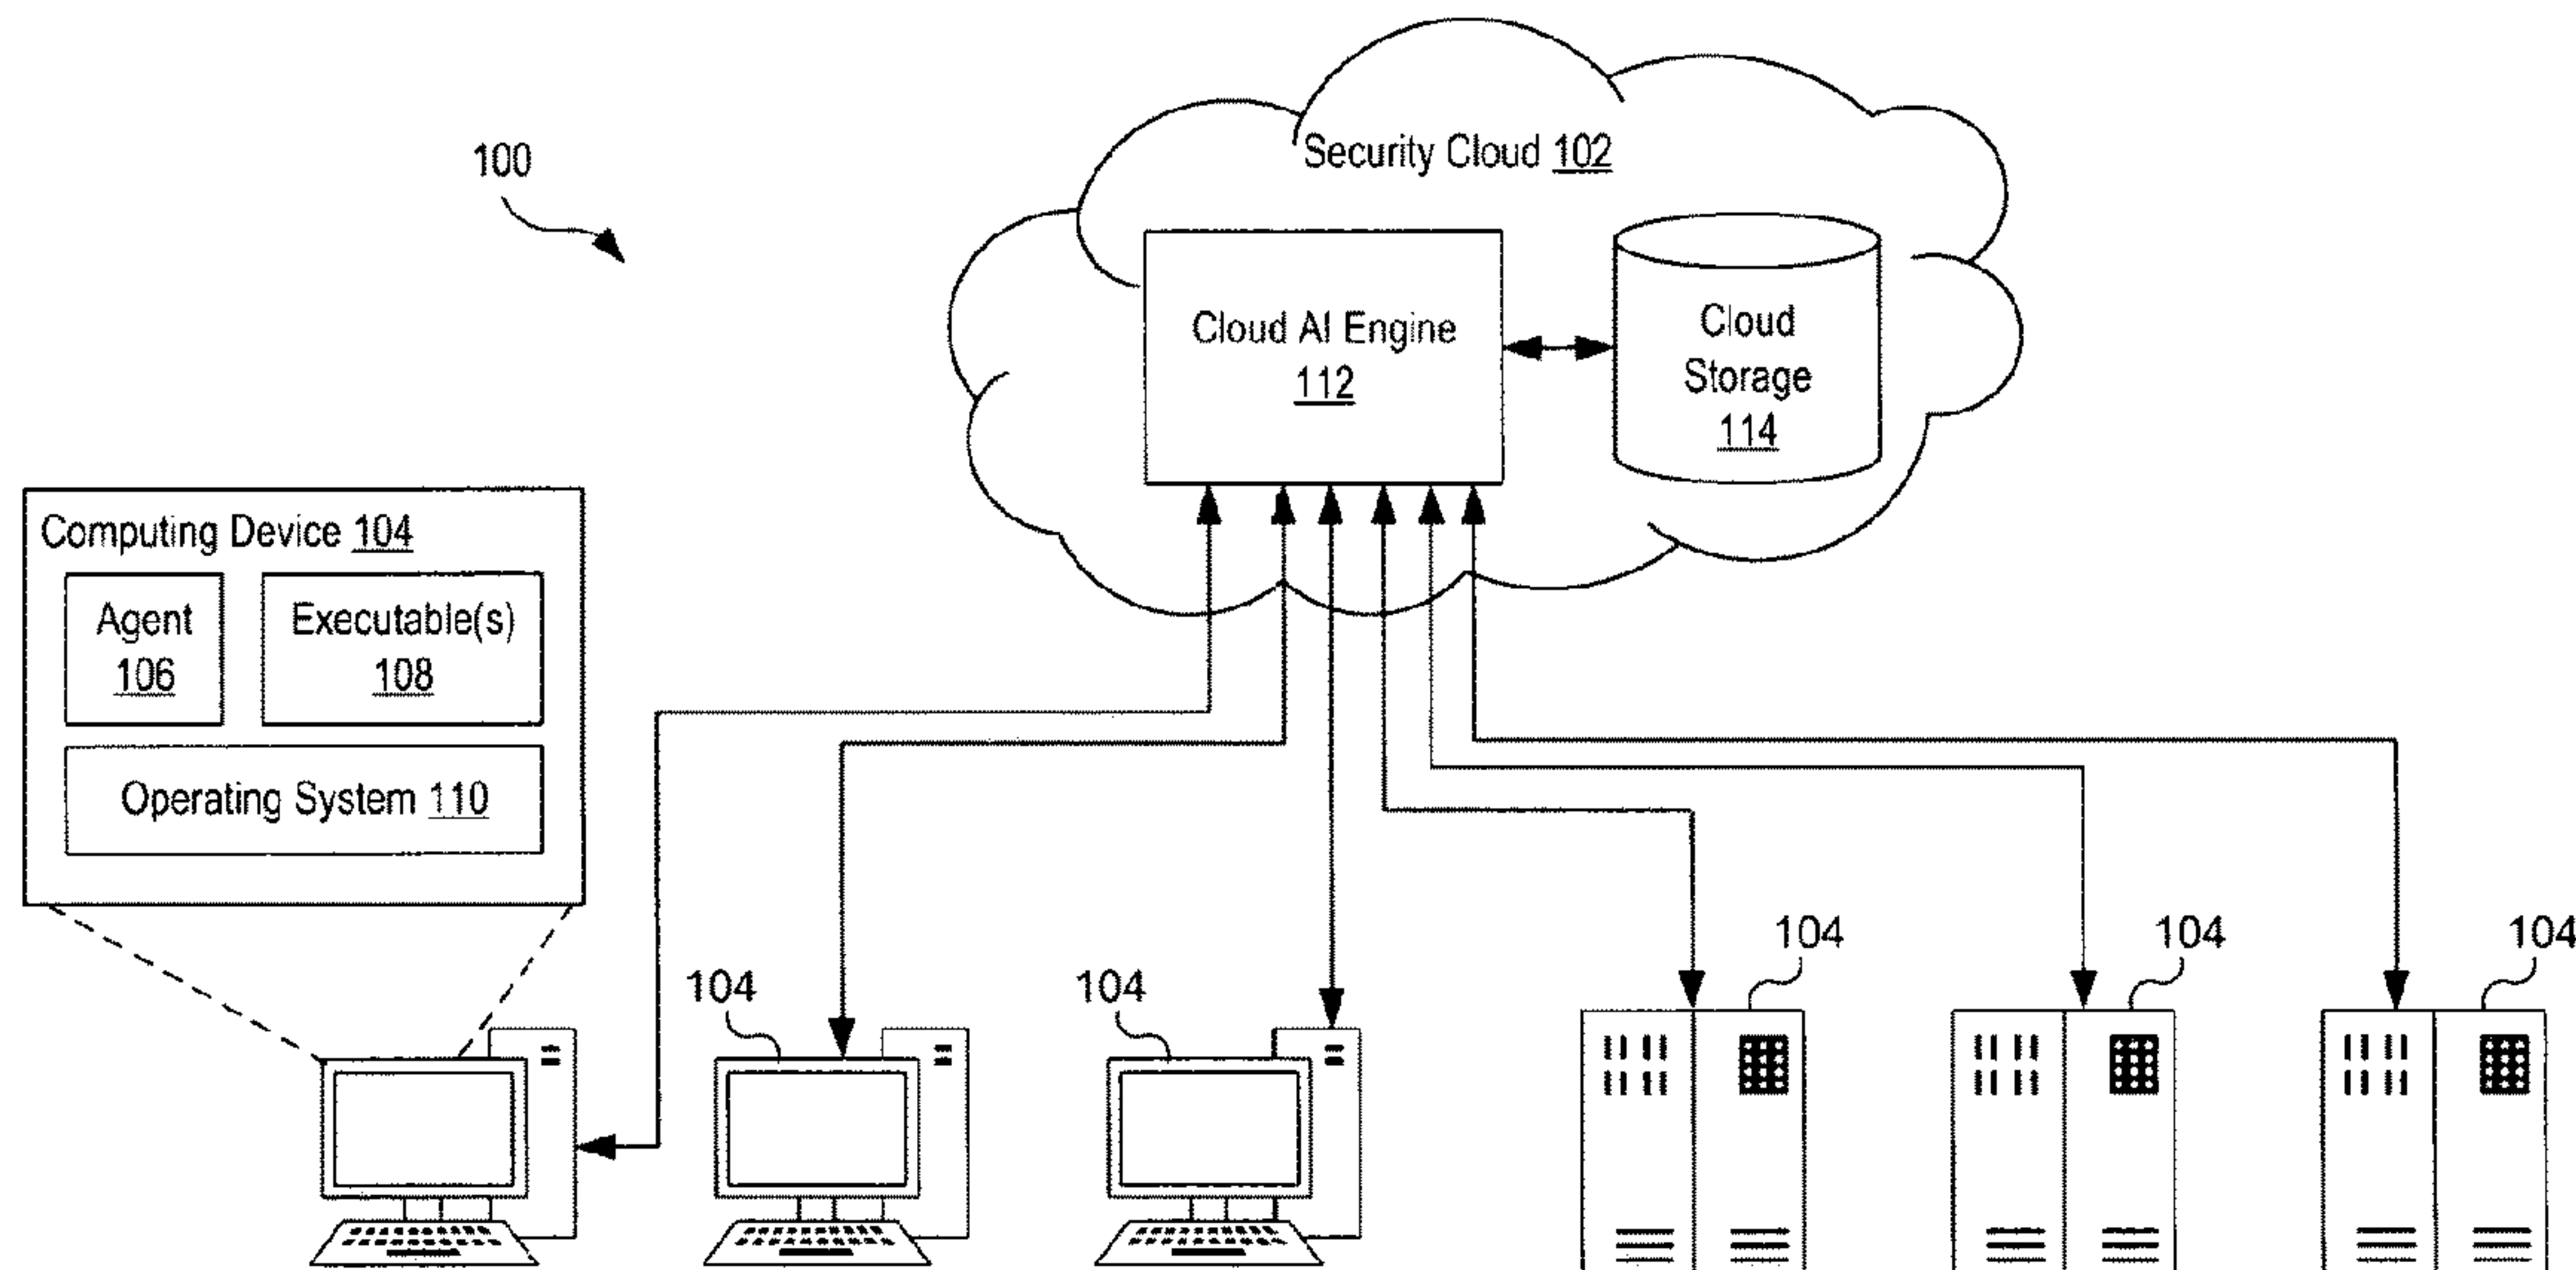 100
Security Cloud 102
Cloud AI Engine
112
Cloud
Storage
114
Computing Device 104
Agent
106
Executable(s)
108
Operating System 110
104
104
104
104
104